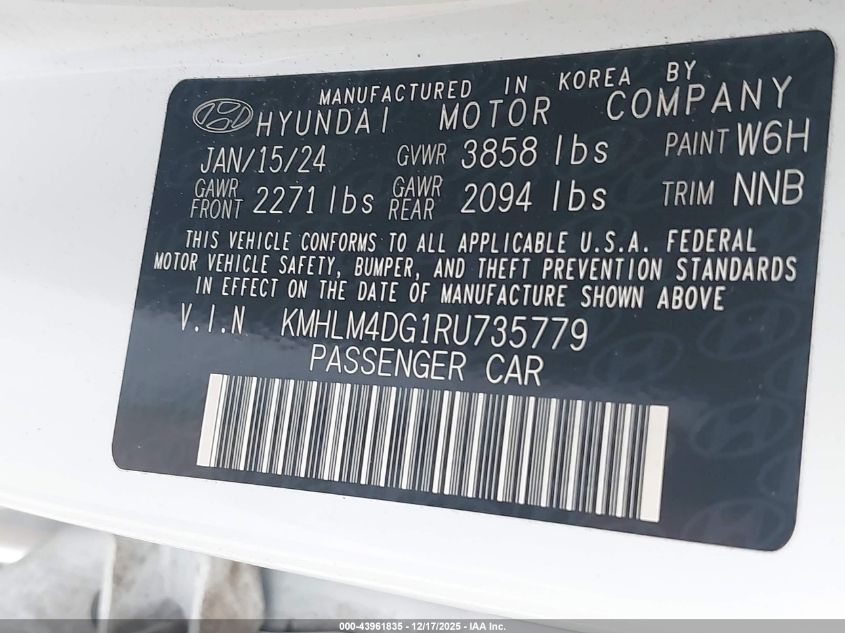 MANUFACTURED IN KOREA BY
HYUNDAI MOTOR COMPANY
JAN/15/24 GVWR 3858 lbs PAINT W6H
GAWR FRONT 2271 lbs GAWR REAR 2094 lbs TRIM NNB
THIS VEHICLE CONFORMS TO ALL APPLICABLE U.S.A. FEDERAL
MOTOR VEHICLE SAFETY, BUMPER, AND THEFT PREVENTION STANDARDS
IN EFFECT ON THE DATE OF MANUFACTURE SHOWN ABOVE
V.I.N KMHLM4DG1RU735779
PASSENGER CAR
000-43961835 - 12/17/2025 - IAA Inc.